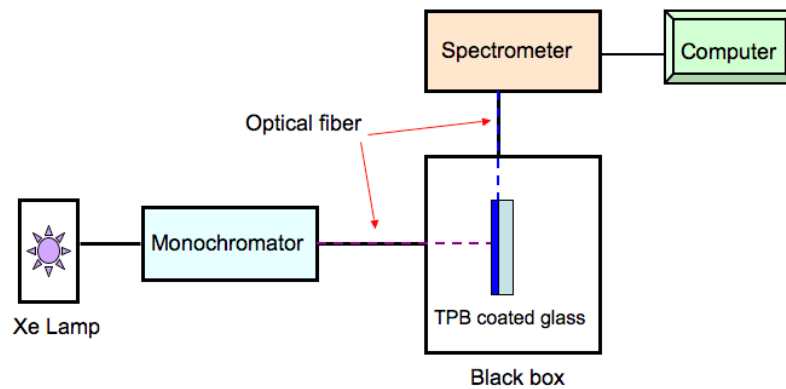 Spectrometer
Computer
Optical fiber
Monochromator
TPB coated glass
Xe Lamp
Black box